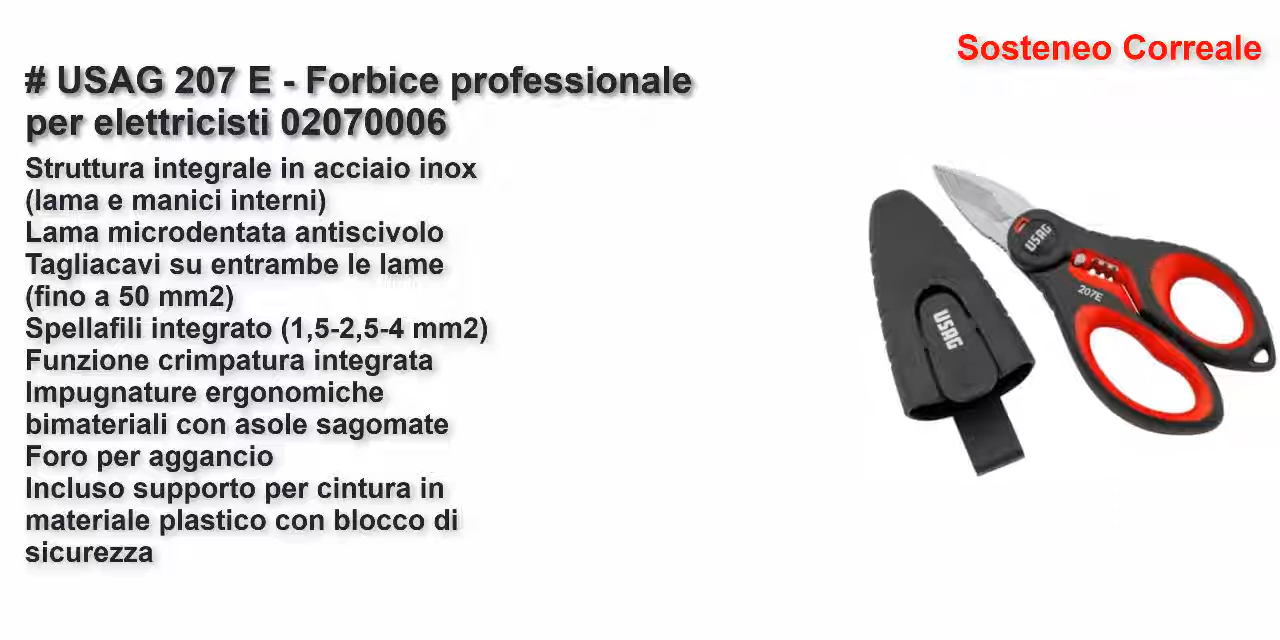 Sosteneo Correale
# USAG 207 E - Forbice professionale
per elettricisti 02070006
Struttura integrale in acciaio inox
(lama e manici interni)
Lama microdentata antiscivolo
Tagliacavi su entrambe le lame
(fino a 50 mm2)
Spellafili integrato (1,5-2,5-4 mm2)
Funzione crimpatura integrata
Impugnature ergonomiche
bimateriali con asole sagomate
Foro per aggancio
Incluso supporto per cintura in
materiale plastico con blocco di
sicurezza
USAG
USAG
207E